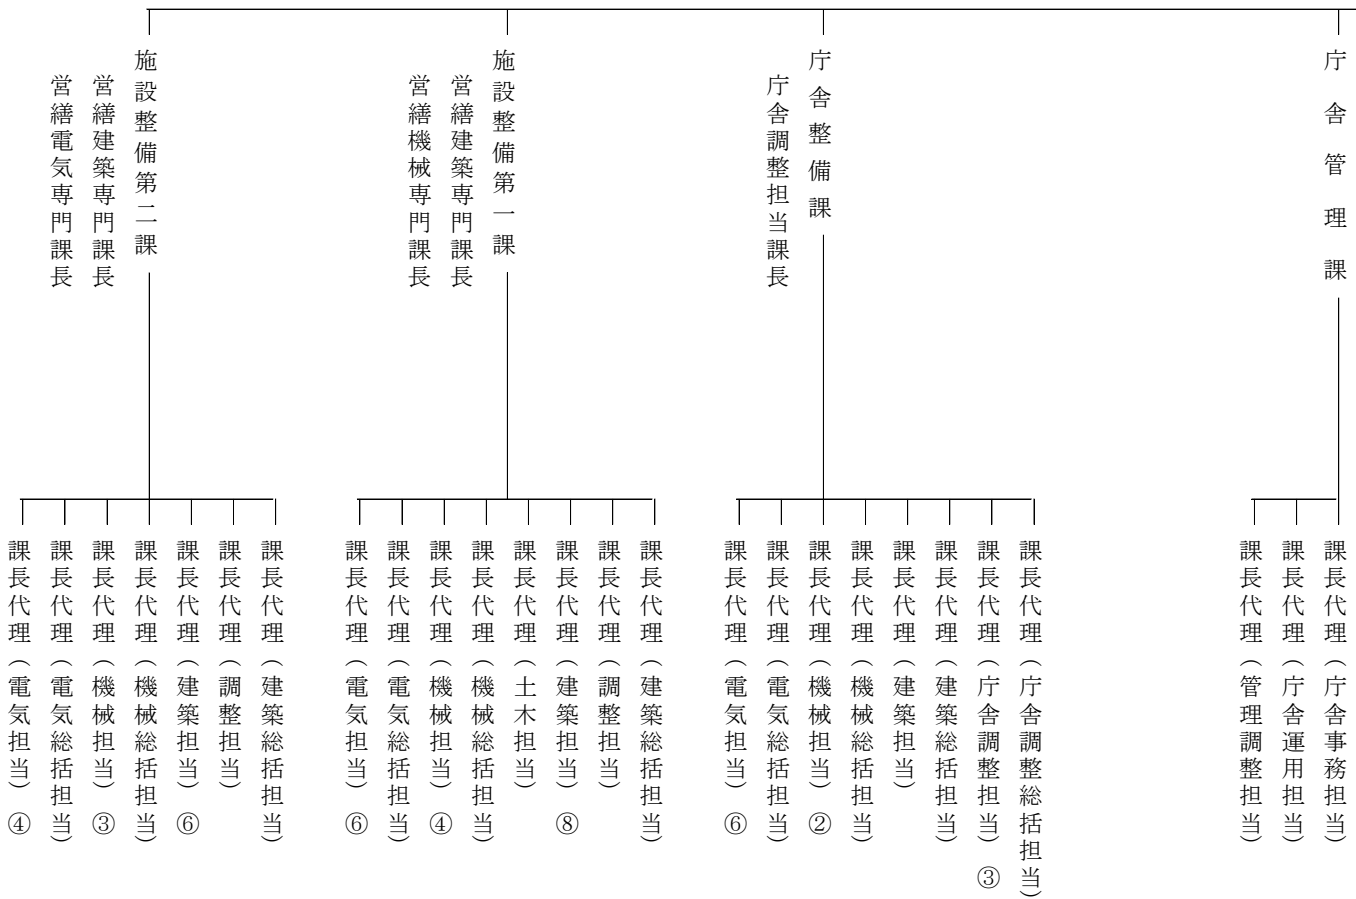 庁舎管理課
課長代理（庁舎事務担当）
課長代理（庁舎運用担当）
課長代理（管理調整担当）
庁舎整備課
庁舎調整担当課長
課長代理（庁舎調整総括担当）
課長代理（庁舎調整担当）③
課長代理（建築総括担当）
課長代理（建築担当）
課長代理（機械総括担当）
課長代理（機械担当）②
課長代理（電気総括担当）
課長代理（電気担当）⑥
施設整備第一課
営繕建築専門課長
営繕機械専門課長
課長代理（建築総括担当）
課長代理（調整担当）
課長代理（建築担当）⑧
課長代理（土木担当）
課長代理（機械総括担当）
課長代理（機械担当）④
課長代理（電気総括担当）
課長代理（電気担当）⑥
施設整備第二課
営繕建築専門課長
営繕電気専門課長
課長代理（建築総括担当）
課長代理（調整担当）
課長代理（建築担当）⑥
課長代理（機械総括担当）
課長代理（機械担当）③
課長代理（電気総括担当）
課長代理（電気担当）④